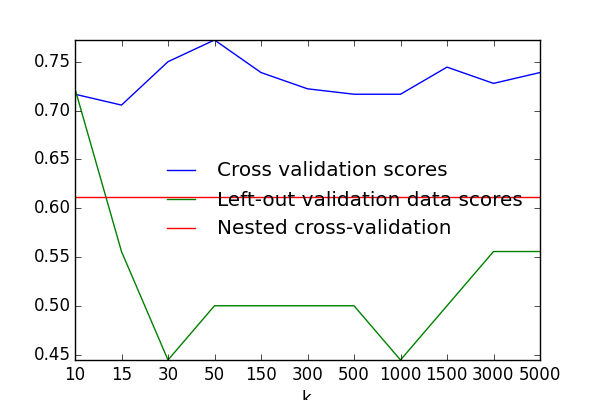 0.75
0.70
0.65
0.60
0.55
0.50
0.45
Cross validation scores
Left-out validation data scores
Nested cross-validation
10 15 30 50 150 300 500 1000 1500 3000 5000
k